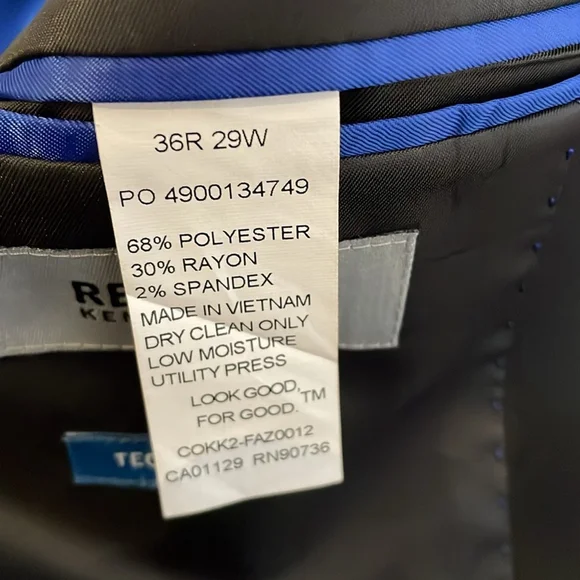 36R 29W
PO 4900134749
68% POLYESTER
30% RAYON
2% SPANDEX
MADE IN VIETNAM
DRY CLEAN ONLY
LOW MOISTURE
UTILITY PRESS
LOOK GOOD,
FOR GOOD.™
COKK2-FAZ0012
CA01129 RN90736